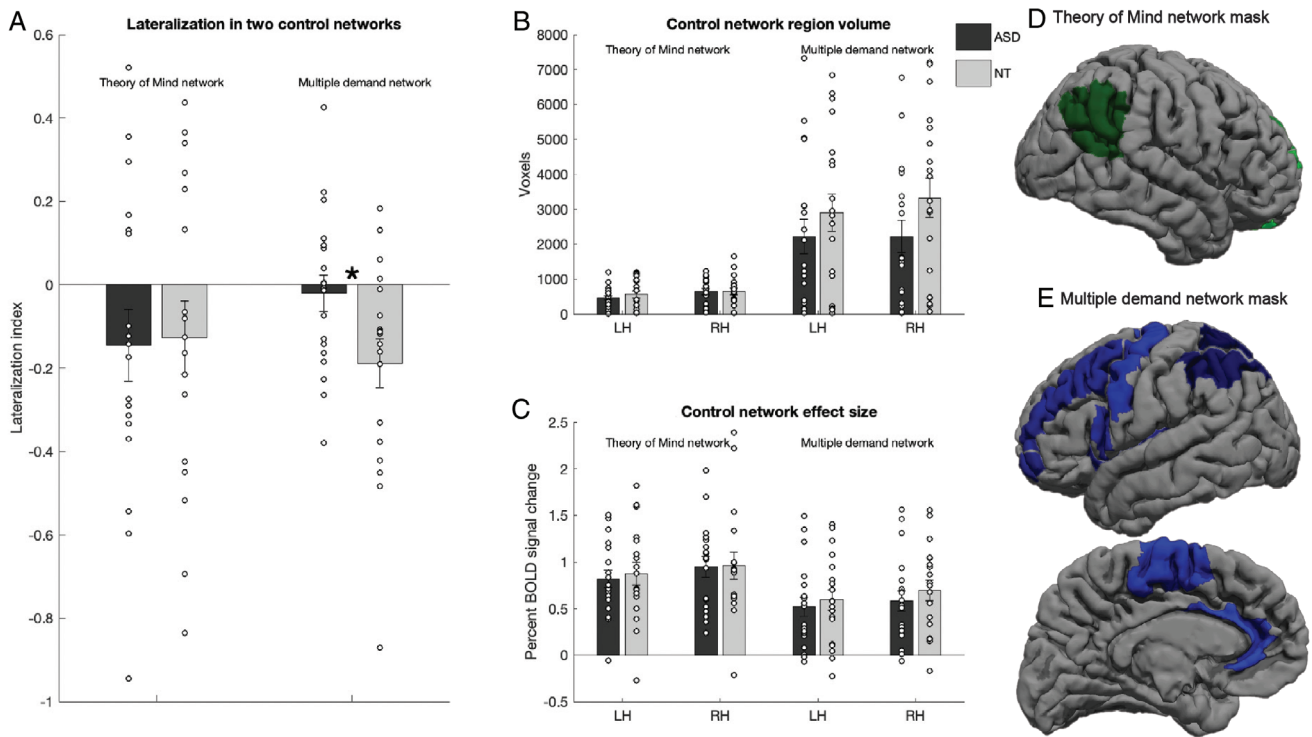 A
Lateralization in two control networks
Theory of Mind network
Multiple demand network
*
Lateralization index
0.6
0.4
0.2
0
-0.2
-0.4
-0.6
-0.8
-1
B
Control network region volume
Theory of Mind network
Multiple demand network
Voxels
8000
7000
6000
5000
4000
3000
2000
1000
0
LH
RH
LH
RH
ASD
NT
C
Control network effect size
Theory of Mind network
Multiple demand network
Percent BOLD signal change
2.5
2
1.5
1
0.5
0
-0.5
LH
RH
LH
RH
D
Theory of Mind network mask
E
Multiple demand network mask